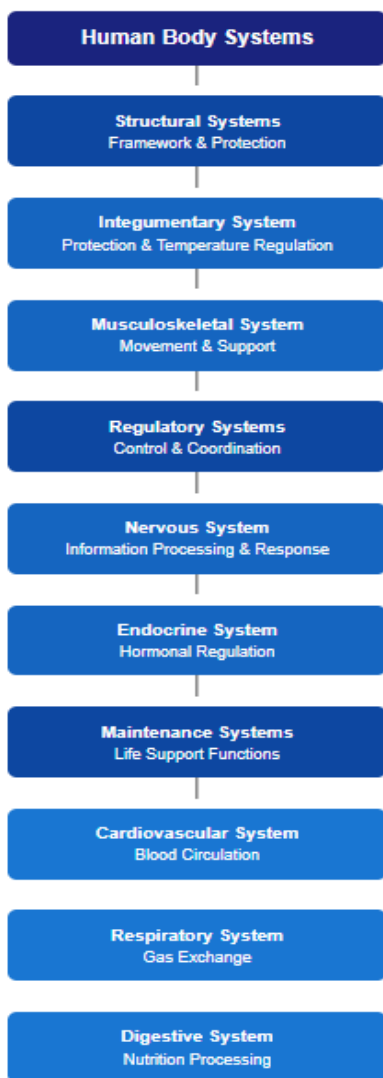 Human Body Systems
Structural Systems
Framework & Protection
Integumentary System
Protection & Temperature Regulation
Musculoskeletal System
Movement & Support
Regulatory Systems
Control & Coordination
Nervous System
Information Processing & Response
Endocrine System
Hormonal Regulation
Maintenance Systems
Life Support Functions
Cardiovascular System
Blood Circulation
Respiratory System
Gas Exchange
Digestive System
Nutrition Processing